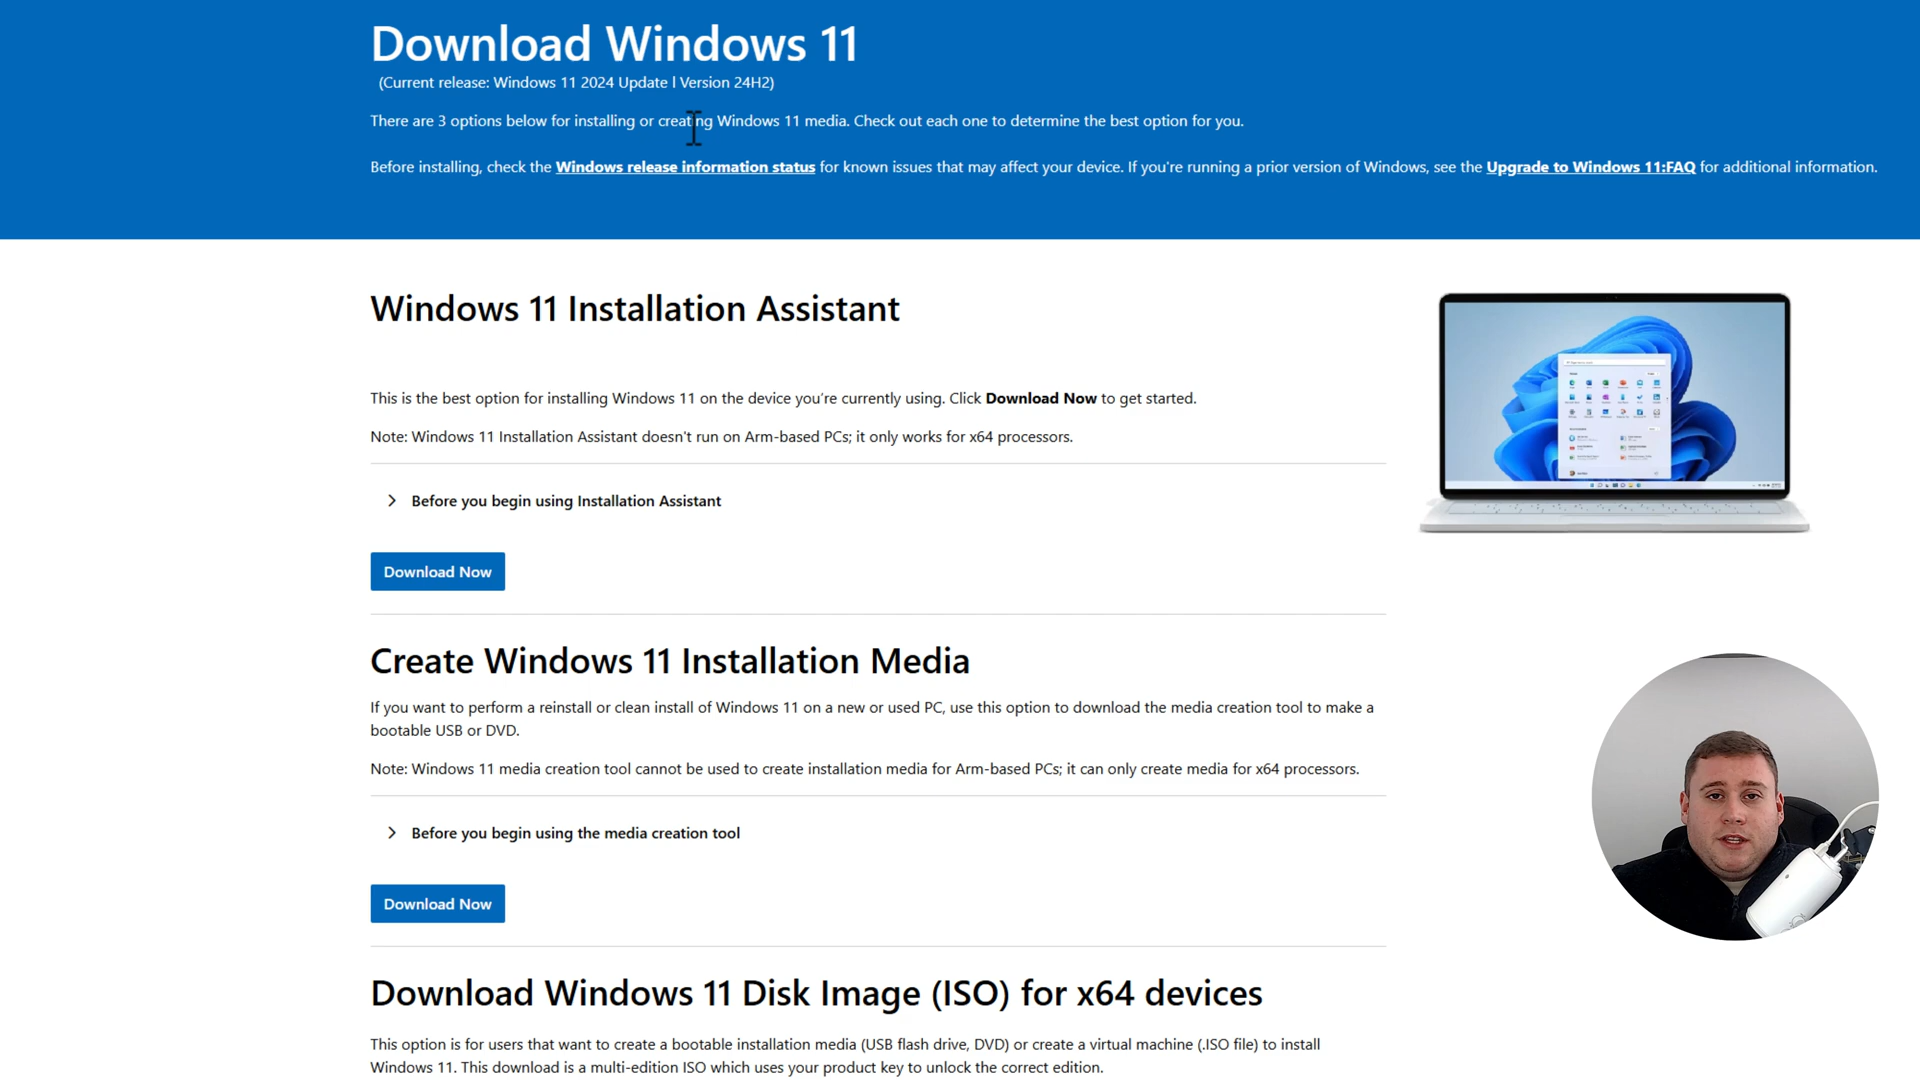 Download Windows 11
(Current release: Windows 11 2024 Update l Version 24H2)
There are 3 options below for installing or creating Windows 11 media. Check out each one to determine the best option for you.
Before installing, check the Windows release information status for known issues that may affect your device. If you're running a prior version of Windows, see the Upgrade to Windows 11:FAQ for additional information.
Windows 11 Installation Assistant
This is the best option for installing Windows 11 on the device you're currently using. Click Download Now to get started.
Note: Windows 11 Installation Assistant doesn't run on Arm-based PCs; it only works for x64 processors.
Before you begin using Installation Assistant
Download Now
Create Windows 11 Installation Media
If you want to perform a reinstall or clean install of Windows 11 on a new or used PC, use this option to download the media creation tool to make a
bootable USB or DVD.
Note: Windows 11 media creation tool cannot be used to create installation media for Arm-based PCs; it can only create media for x64 processors.
Before you begin using the media creation tool
Download Now
Download Windows 11 Disk Image (ISO) for x64 devices
This option is for users that want to create a bootable installation media (USB flash drive, DVD) or create a virtual machine (.ISO file) to install
Windows 11. This download is a multi-edition ISO which uses your product key to unlock the correct edition.